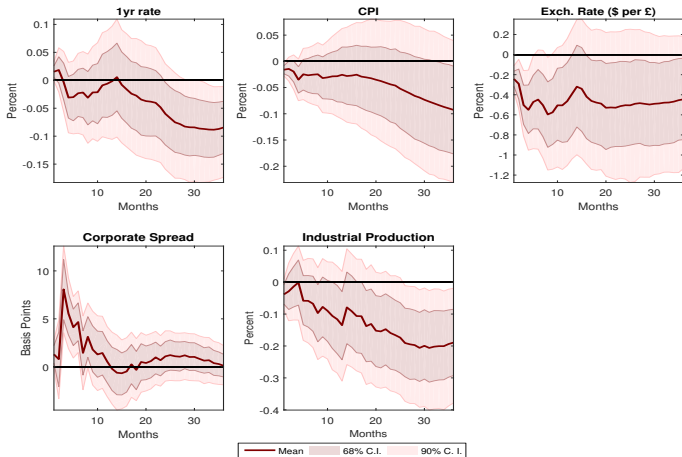 1yr rate
CPI
Exch. Rate ($ per £)
0.1
0.05
0
-0.05
-0.1
-0.15
Percent
10 20 30
Months
0.05
0
-0.05
-0.1
-0.15
-0.2
Percent
10 20 30
Months
0.2
0
-0.2
-0.4
-0.6
-0.8
-1
-1.2
Percent
10 20 30
Months
Corporate Spread
Industrial Production
10
5
0
Basis Points
10 20 30
Months
0.1
0
-0.1
-0.2
-0.3
-0.4
Percent
10 20 30
Months
Mean 68% C.I. 90% C. I.